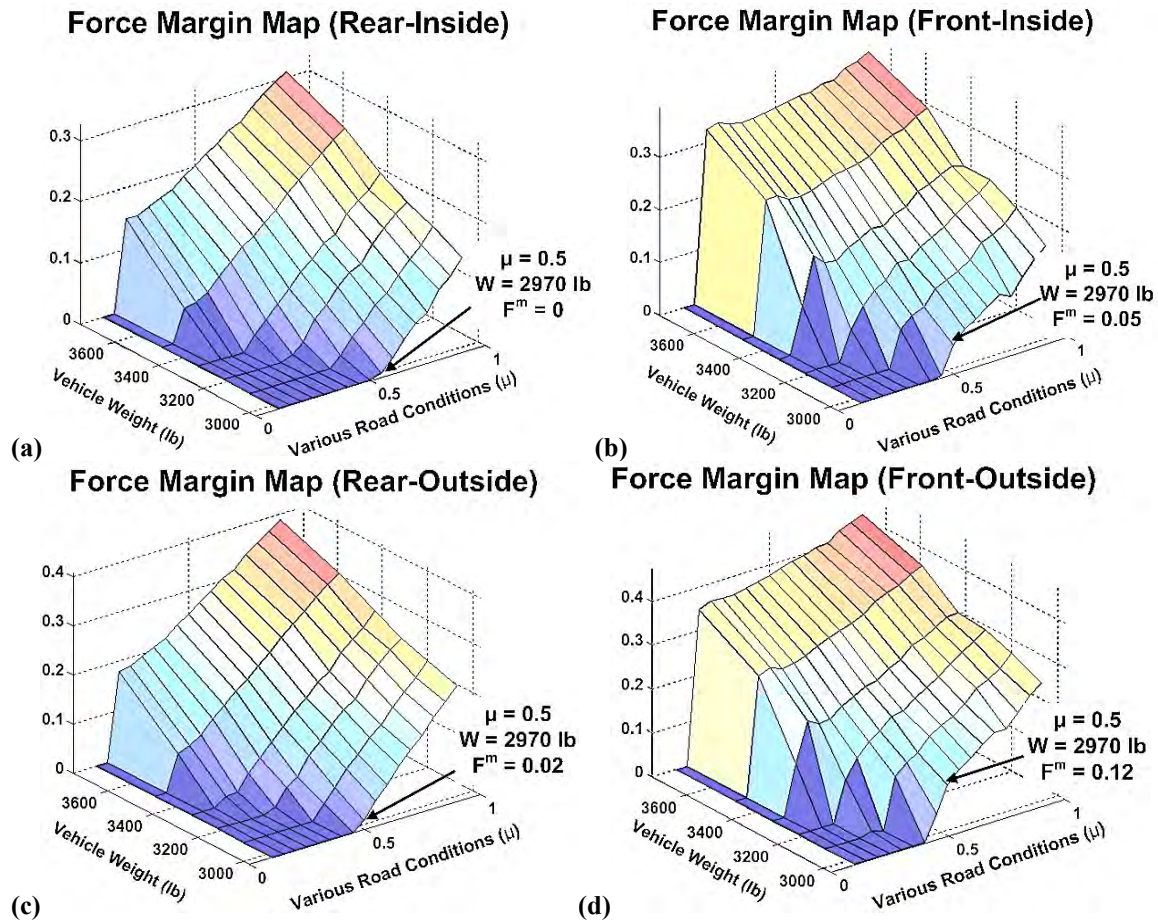 Force Margin Map (Rear-Inside)
0.3
0.2
0.1
0
3600
3400
3200
3000
Vehicle Weight (lb)
0
0.5
1
Various Road Conditions (μ)
μ = 0.5
W = 2970 lb
Fᵐ = 0
(a)
Force Margin Map (Front-Inside)
0.3
0.2
0.1
0
3600
3400
3200
3000
Vehicle Weight (lb)
0
0.5
1
Various Road Conditions (μ)
μ = 0.5
W = 2970 lb
Fᵐ = 0.05
(b)
Force Margin Map (Rear-Outside)
0.4
0.3
0.2
0.1
0
3600
3400
3200
3000
Vehicle Weight (lb)
0
0.5
1
Various Road Conditions (μ)
μ = 0.5
W = 2970 lb
Fᵐ = 0.02
(c)
Force Margin Map (Front-Outside)
0.4
0.3
0.2
0.1
0
3600
3400
3200
3000
Vehicle Weight (lb)
0
0.5
1
Various Road Conditions (μ)
μ = 0.5
W = 2970 lb
Fᵐ = 0.12
(d)